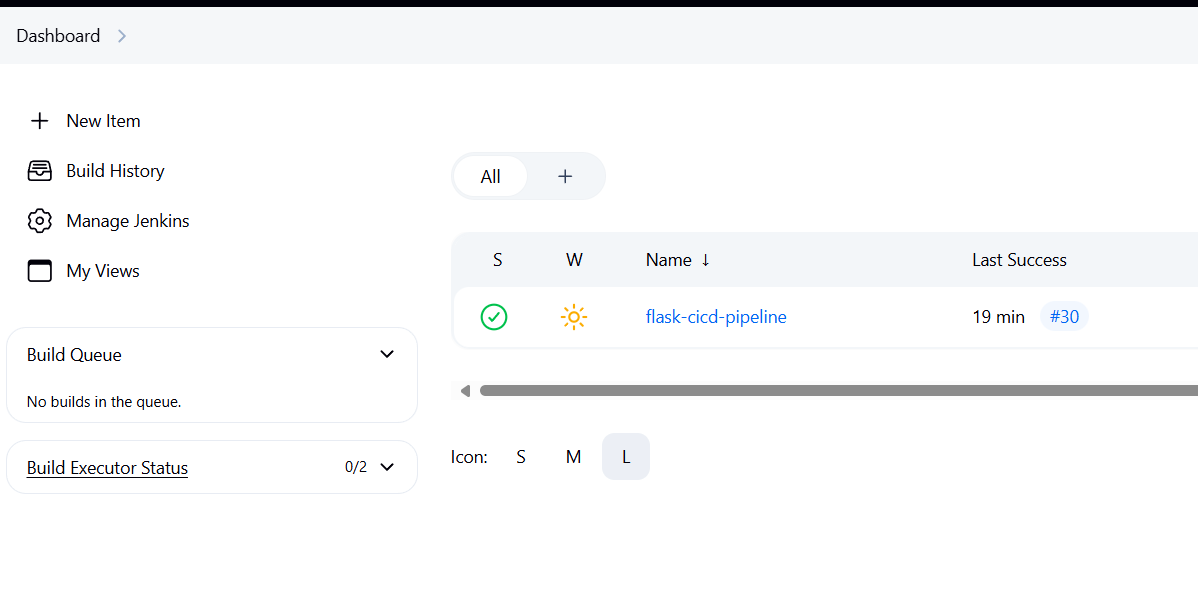 Dashboard
New Item
Build History
Manage Jenkins
My Views
Build Queue
No builds in the queue.
Build Executor Status 0/2
All +
S W Name ↓ Last Success
flask-cicd-pipeline 19 min #30
Icon: S M L